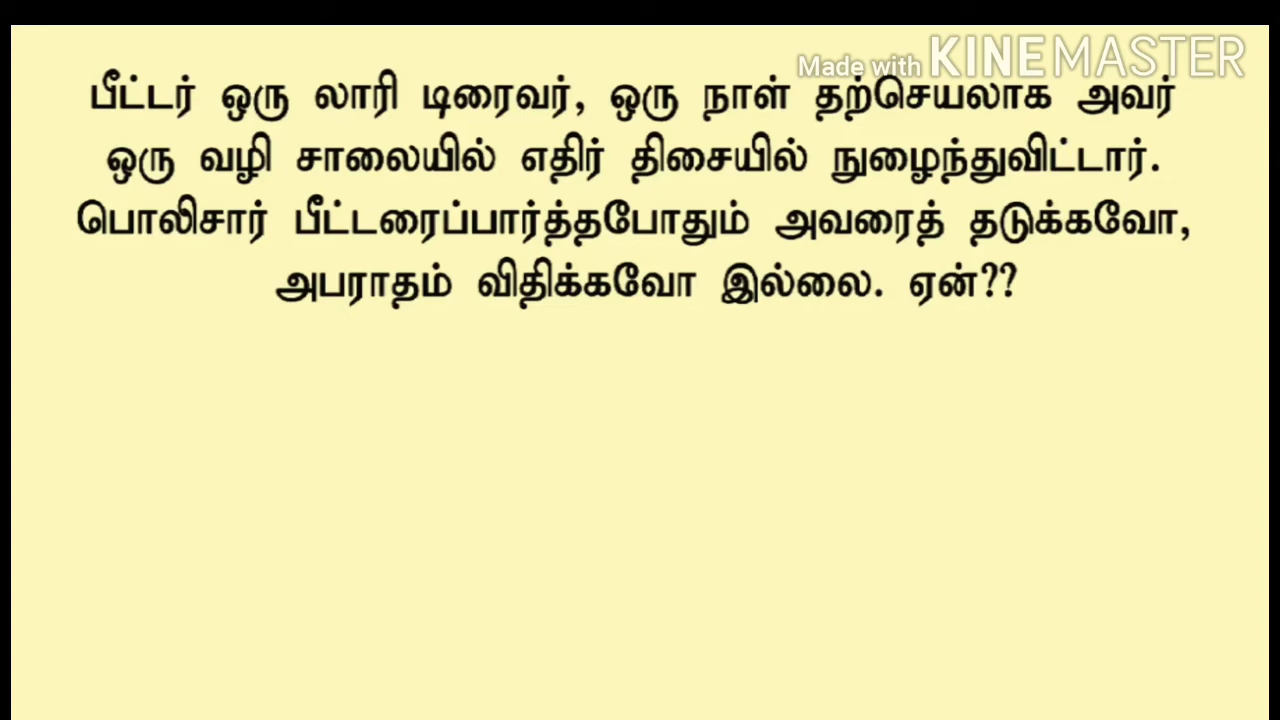 Made with KINEMASTER
பீட்டர் ஒரு லாரி டிரைவர், ஒரு நாள் தற்செயலாக அவர்
ஒரு வழி சாலையில் எதிர் திசையில் நுழைந்துவிட்டார்.
பொலிசார் பீட்டரைப்பார்த்தபோதும் அவரைத் தடுக்கவோ,
அபராதம் விதிக்கவோ இல்லை. ஏன்??